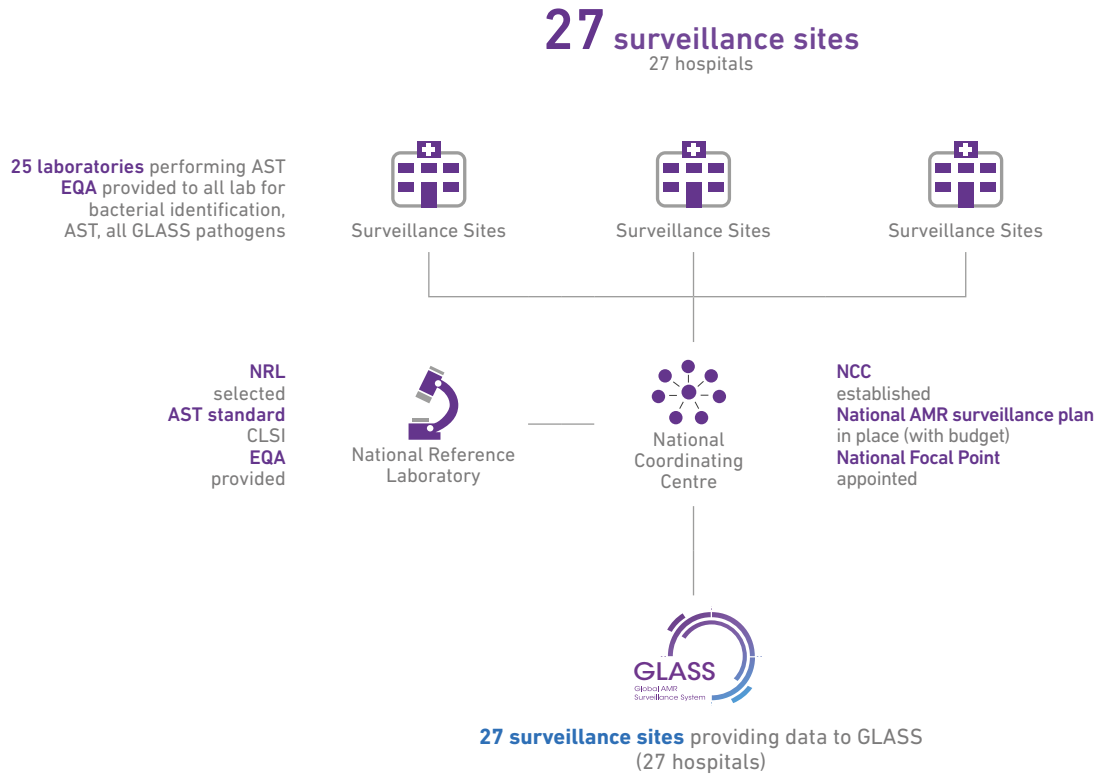 27 surveillance sites
27 hospitals
25 laboratories performing AST
EQA provided to all lab for
bacterial identification,
AST, all GLASS pathogens
Surveillance Sites
Surveillance Sites
Surveillance Sites
NRL
selected
AST standard
CLSI
EQA
provided
National Reference
Laboratory
National
Coordinating
Centre
NCC
established
National AMR surveillance plan
in place (with budget)
National Focal Point
appointed
GLASS
Global AMR
Surveillance System
27 surveillance sites providing data to GLASS
(27 hospitals)